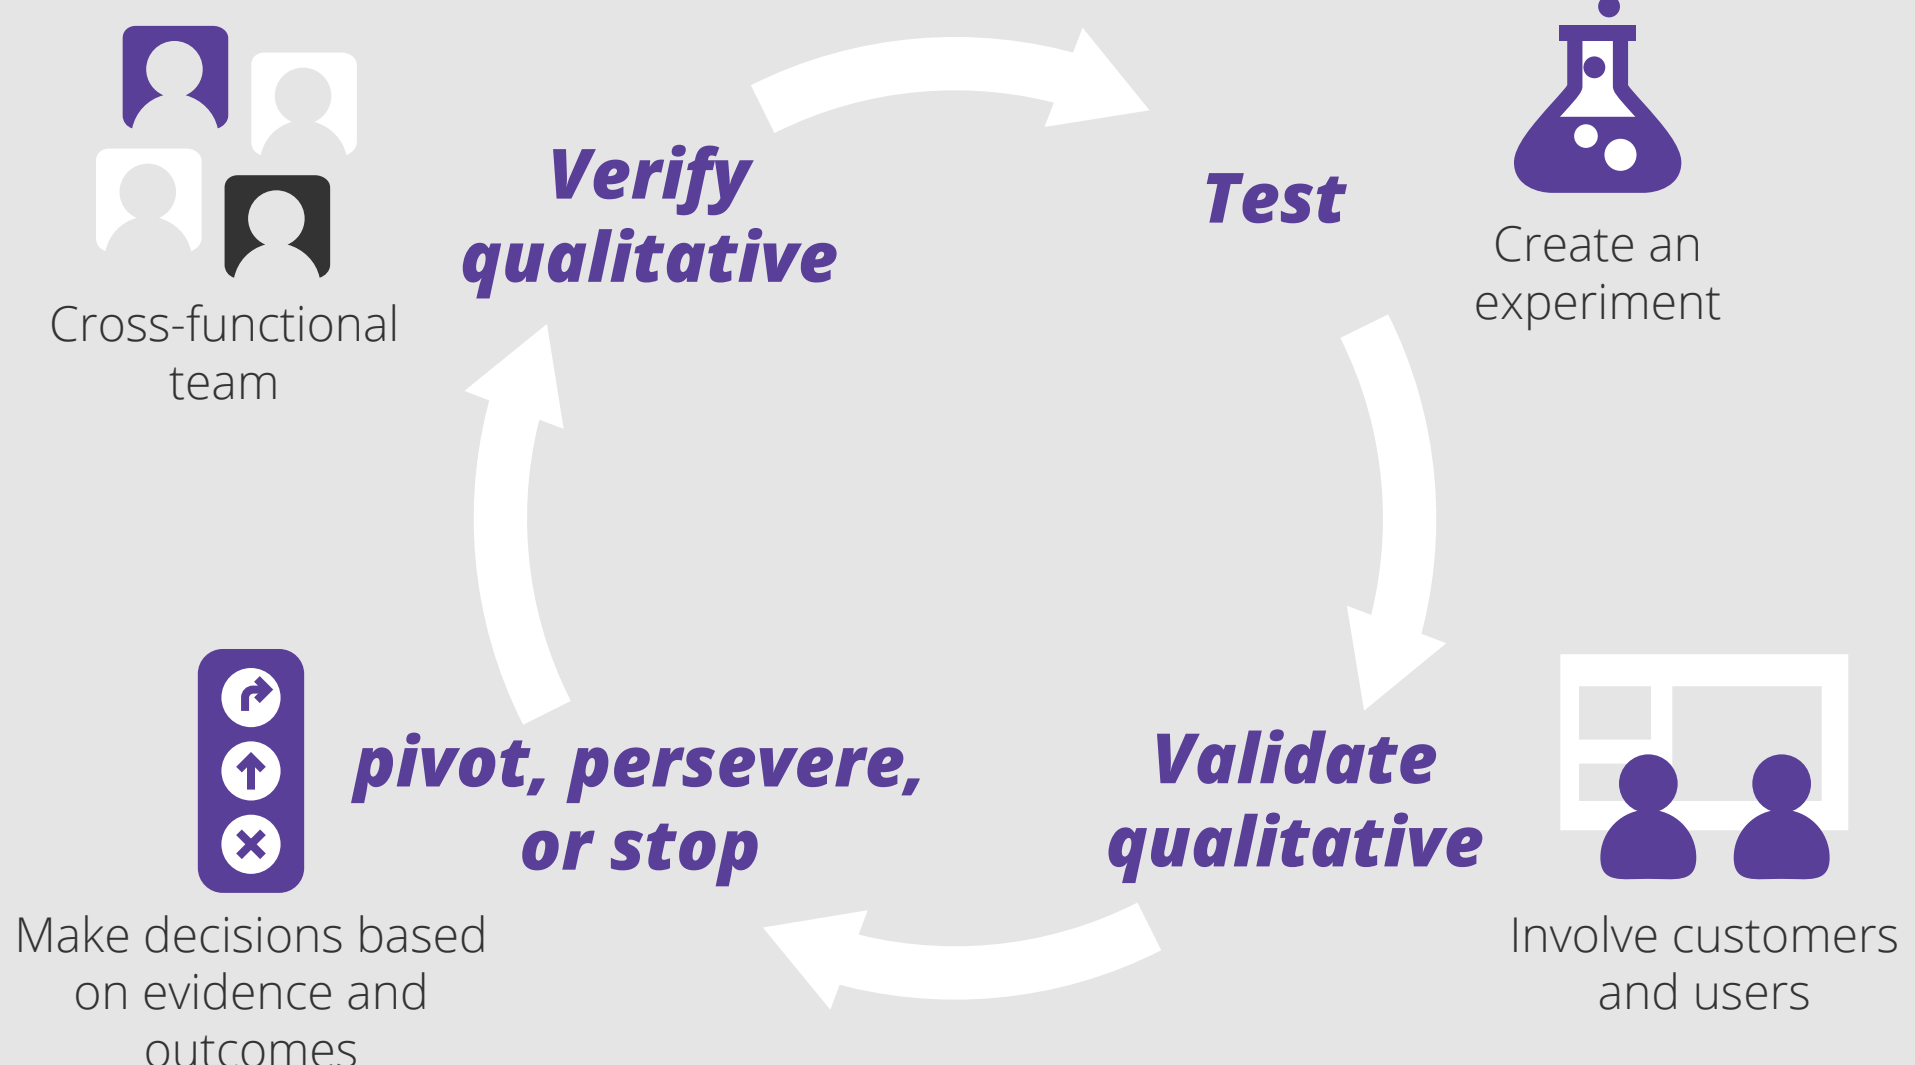 Verify
qualitative
Test
Create an
experiment
Cross-functional
team
pivot, persevere,
or stop
Validate
qualitative
Make decisions based
on evidence and
outcomes
Involve customers
and users